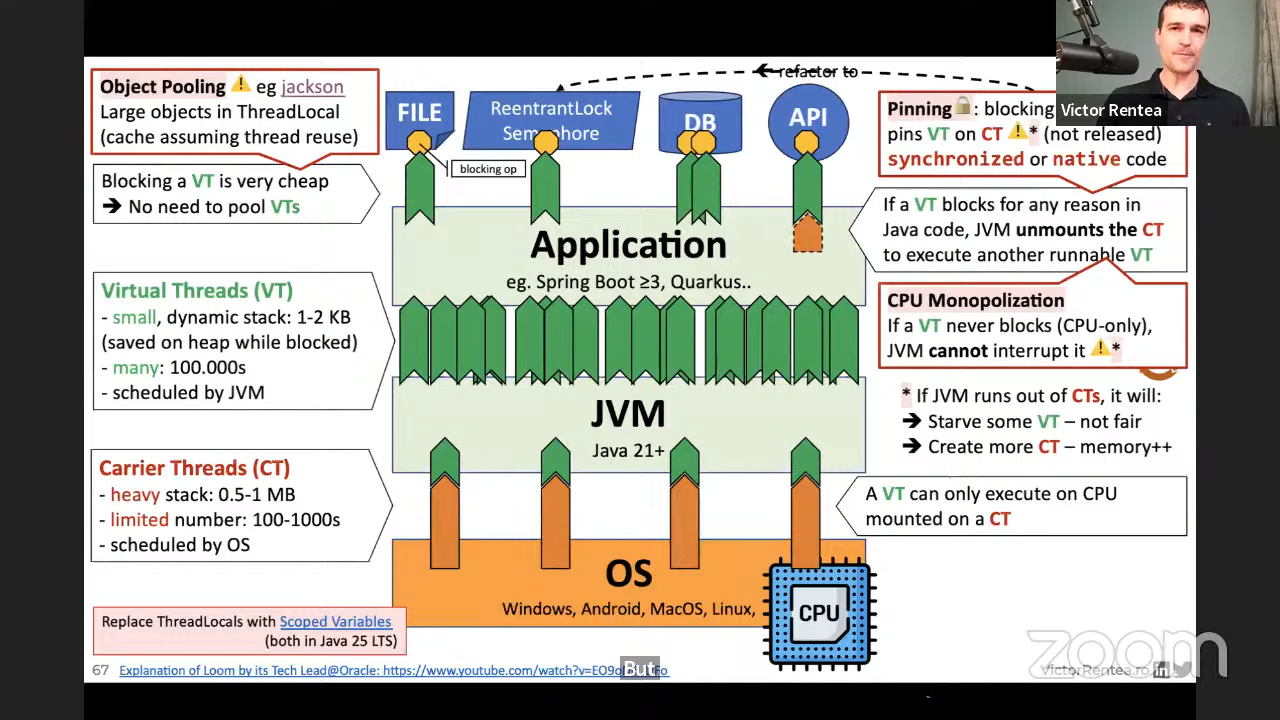 Object Pooling ⚠ eg jackson
Large objects in ThreadLocal
(cache assuming thread reuse)
Blocking a VT is very cheap
➔ No need to pool VTs
Virtual Threads (VT)
- small, dynamic stack: 1-2 KB
(saved on heap while blocked)
- many: 100.000s
- scheduled by JVM
Carrier Threads (CT)
- heavy stack: 0.5-1 MB
- limited number: 100-1000s
- scheduled by OS
Replace ThreadLocals with Scoped Variables
(both in Java 25 LTS)
← refactor to
FILE
ReentrantLock
Semaphore
DB
API
blocking op
Application
eg. Spring Boot ≥3, Quarkus..
JVM
Java 21+
OS
Windows, Android, MacOS, Linux,
CPU
Victor Rentea
Pinning 🔒: blocking
pins VT on CT ⚠* (not released)
synchronized or native code
If a VT blocks for any reason in
Java code, JVM unmounts the CT
to execute another runnable VT
CPU Monopolization
If a VT never blocks (CPU-only),
JVM cannot interrupt it ⚠*
* If JVM runs out of CTs, it will:
➔ Starve some VT – not fair
➔ Create more CT – memory++
A VT can only execute on CPU
mounted on a CT
67 Explanation of Loom by its Tech Lead@Oracle: https://www.youtube.com/watch?v=EO9o
But
VictorRentea.ro
zoom